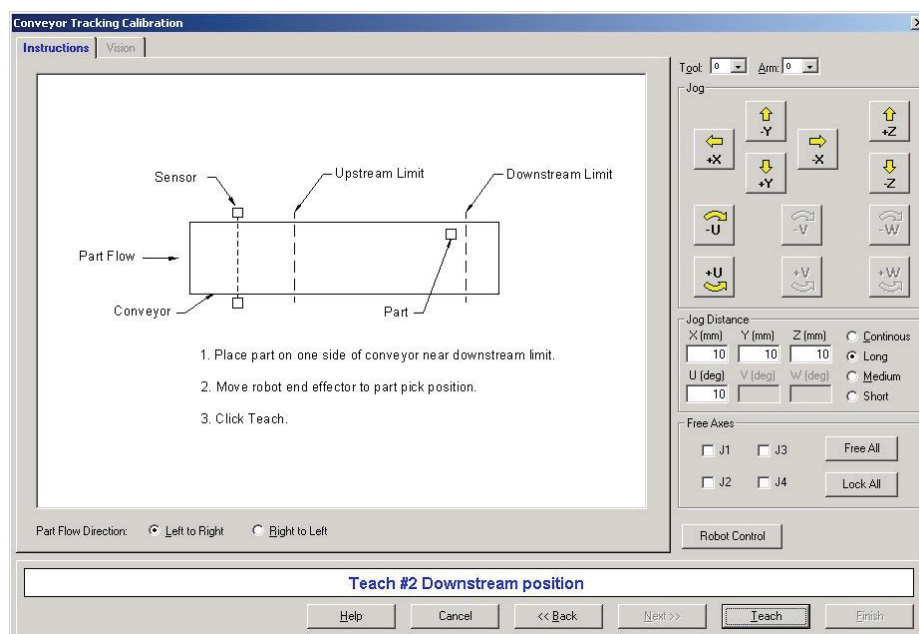 Conveyor Tracking Calibration
Instructions Vision
Sensor
Upstream Limit
Downstream Limit
Part Flow
Conveyor
Part
1. Place part on one side of conveyor near downstream limit.
2. Move robot end effector to part pick position.
3. Click Teach.
Part Flow Direction: Left to Right Right to Left
Tool: 0 Arm: 0
Jog
-Y +Z
+X -X
+Y -Z
-U -V -W
+U +V +W
Jog Distance
X (mm) Y (mm) Z (mm) Continous
10 10 10 Long
U (deg) V (deg) W (deg) Medium
10 Short
Free Axes
J1 J3 Free All
J2 J4 Lock All
Robot Control
Teach #2 Downstream position
Help Cancel << Back Next >> Teach Finish